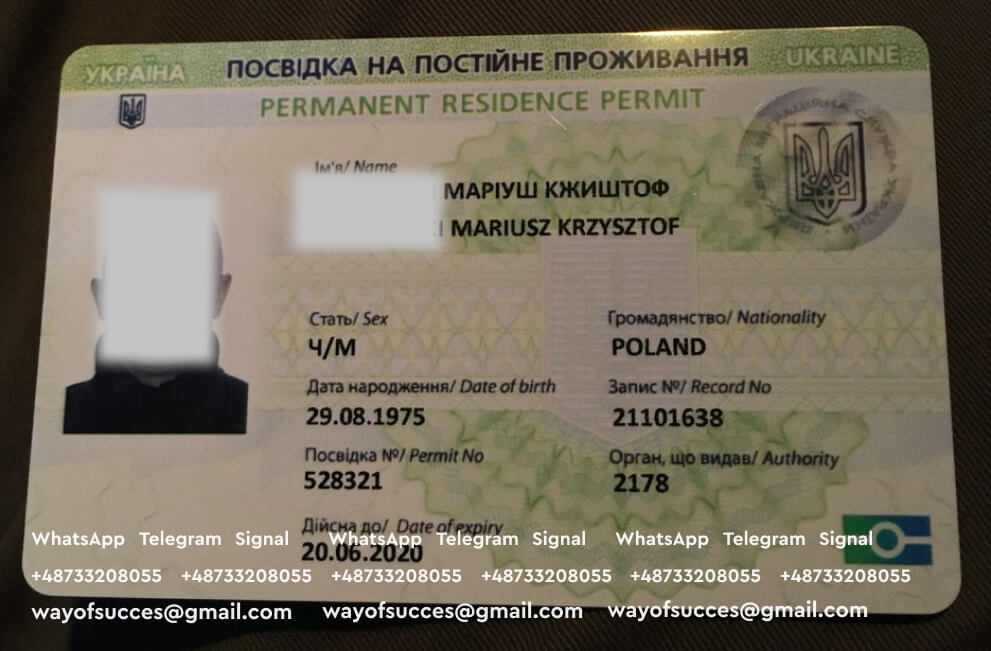 УКРАЇНА ПОСВІДКА НА ПОСТІЙНЕ ПРОЖИВАННЯ UKRAINE
PERMANENT RESIDENCE PERMIT
Ім'я/ Name
МАРІУШ КЖИШТОФ
MARIUSZ KRZYSZTOF
Стать/ Sex
Ч/М
Громадянство/ Nationality
POLAND
Дата народження/ Date of birth
29.08.1975
Запис №/ Record No
21101638
Посвідка №/ Permit No
528321
Орган, що видав/ Authority
2178
Дійсна до/ Date of expiry
20.06.2020
WhatsApp Telegram Signal WhatsApp Telegram Signal WhatsApp Telegram Signal
+48733208055 +48733208055 +48733208055 +48733208055 +48733208055 +48733208055
wayofsucces@gmail.com wayofsucces@gmail.com wayofsucces@gmail.com